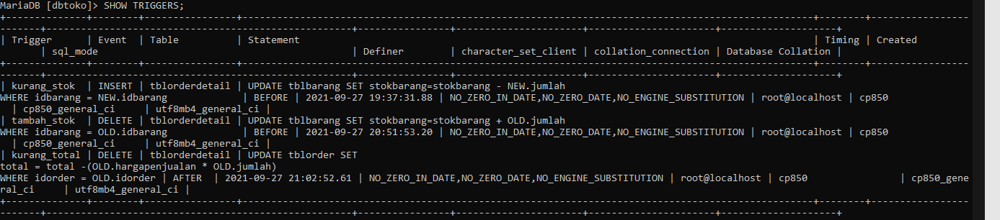 MariaDB [dbtoko]> SHOW TRIGGERS;
+--------------+--------+----------------+----------------------------------------------------------------------------------------------------+--------+-----------------
-------+-----------------------------------------------------+----------------+----------------------+----------------------+--------------------+
| Trigger      | Event  | Table          | Statement                                                                                          | Timing | Created
       | sql_mode                                            | Definer        | character_set_client | collation_connection | Database Collation |
+--------------+--------+----------------+----------------------------------------------------------------------------------------------------+--------+-----------------
-------+-----------------------------------------------------+----------------+----------------------+----------------------+--------------------+
| kurang_stok  | INSERT | tblorderdetail | UPDATE tblbarang SET stokbarang=stokbarang - NEW.jumlah
WHERE idbarang = NEW.idbarang             | BEFORE | 2021-09-27 19:37:31.88 | NO_ZERO_IN_DATE,NO_ZERO_DATE,NO_ENGINE_SUBSTITUTION | root@localhost | cp850
  | cp850_general_ci     | utf8mb4_general_ci |
| tambah_stok  | DELETE | tblorderdetail | UPDATE tblbarang SET stokbarang=stokbarang + OLD.jumlah
WHERE idbarang = OLD.idbarang             | BEFORE | 2021-09-27 20:51:53.20 | NO_ZERO_IN_DATE,NO_ZERO_DATE,NO_ENGINE_SUBSTITUTION | root@localhost | cp850
  | cp850_general_ci     | utf8mb4_general_ci |
| kurang_total | DELETE | tblorderdetail | UPDATE tblorder SET
total = total -(OLD.hargapenjualan * OLD.jumlah)
WHERE idorder = OLD.idorder | AFTER  | 2021-09-27 21:02:52.61 | NO_ZERO_IN_DATE,NO_ZERO_DATE,NO_ENGINE_SUBSTITUTION | root@localhost | cp850                | cp850_gene
ral_ci     | utf8mb4_general_ci |
+--------------+--------+----------------+----------------------------------------------------------------------------------------------------+--------+-----------------
-------+-----------------------------------------------------+----------------+----------------------+----------------------+--------------------+